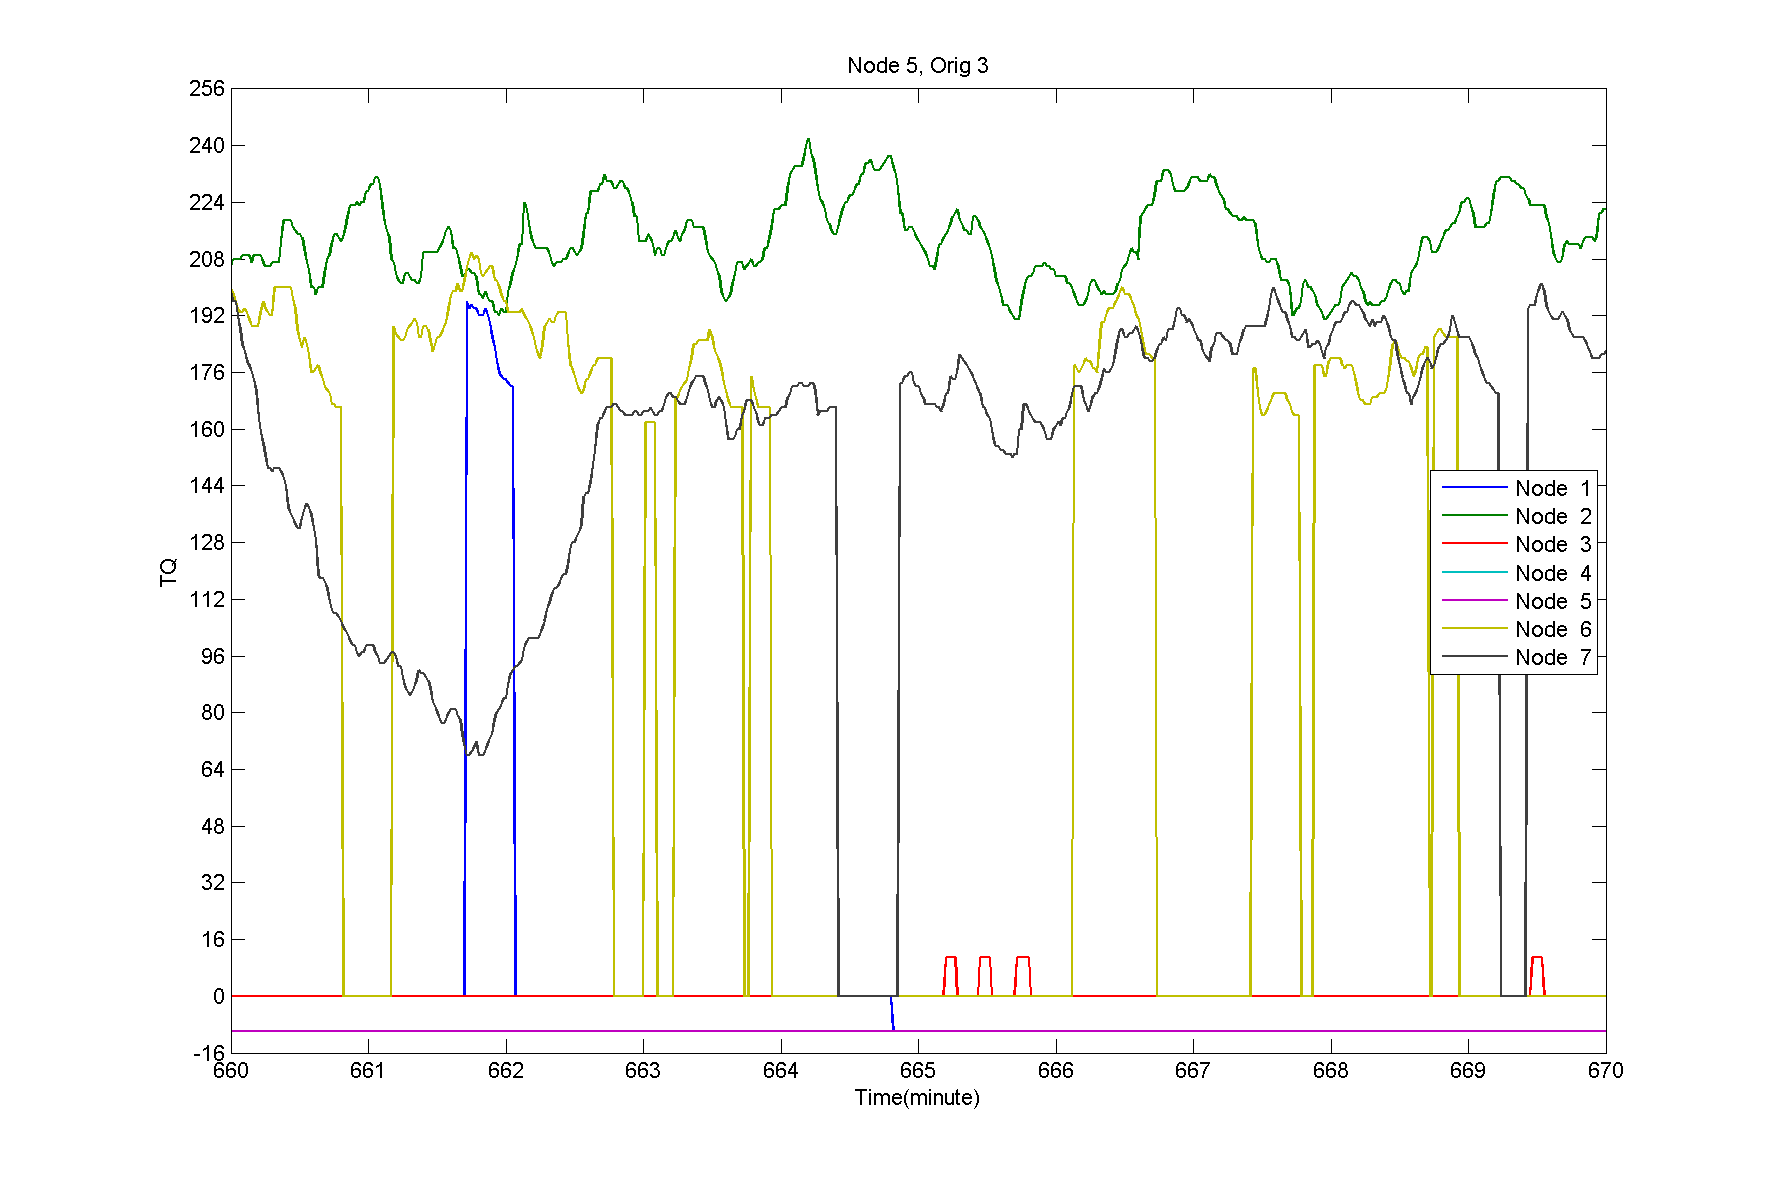 Node 5, Orig 3
256
240
224
208
192
176
160
144
128
112
96
80
64
48
32
16
0
-16
TQ
Node 1
Node 2
Node 3
Node 4
Node 5
Node 6
Node 7
660 661 662 663 664 665 666 667 668 669 670
Time(minute)